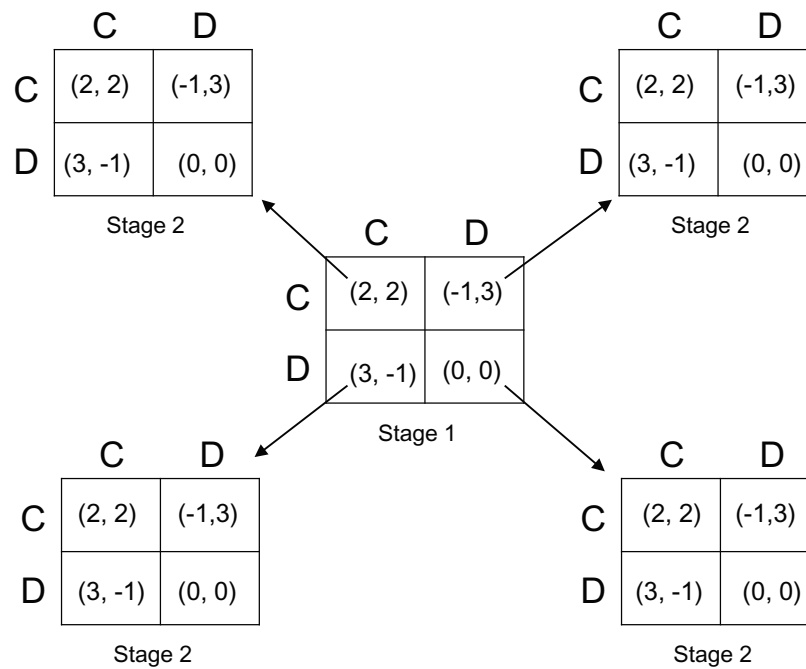 C D
C (2, 2) (-1,3)
D (3, -1) (0, 0)
Stage 2
C D
C (2, 2) (-1,3)
D (3, -1) (0, 0)
Stage 2
C D
C (2, 2) (-1,3)
D (3, -1) (0, 0)
Stage 1
C D
C (2, 2) (-1,3)
D (3, -1) (0, 0)
Stage 2
C D
C (2, 2) (-1,3)
D (3, -1) (0, 0)
Stage 2